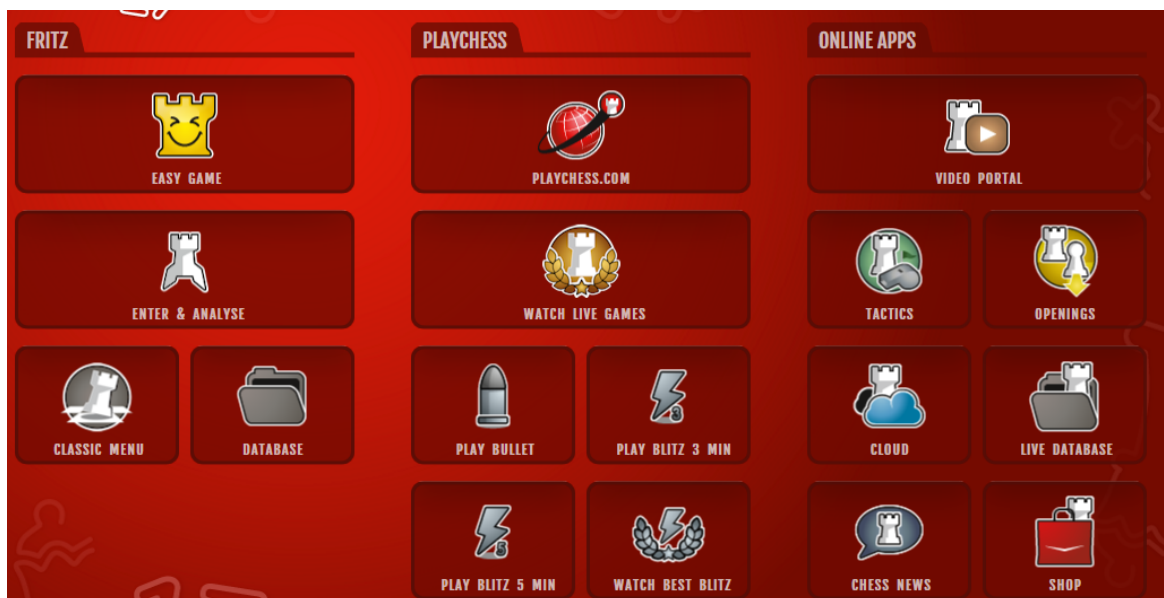 FRITZ
EASY GAME
ENTER & ANALYSE
CLASSIC MENU
DATABASE
PLAYCHESS
PLAYCHESS.COM
WATCH LIVE GAMES
PLAY BULLET
3
PLAY BLITZ 3 MIN
5
PLAY BLITZ 5 MIN
WATCH BEST BLITZ
ONLINE APPS
VIDEO PORTAL
TACTICS
OPENINGS
CLOUD
LIVE DATABASE
CHESS NEWS
SHOP